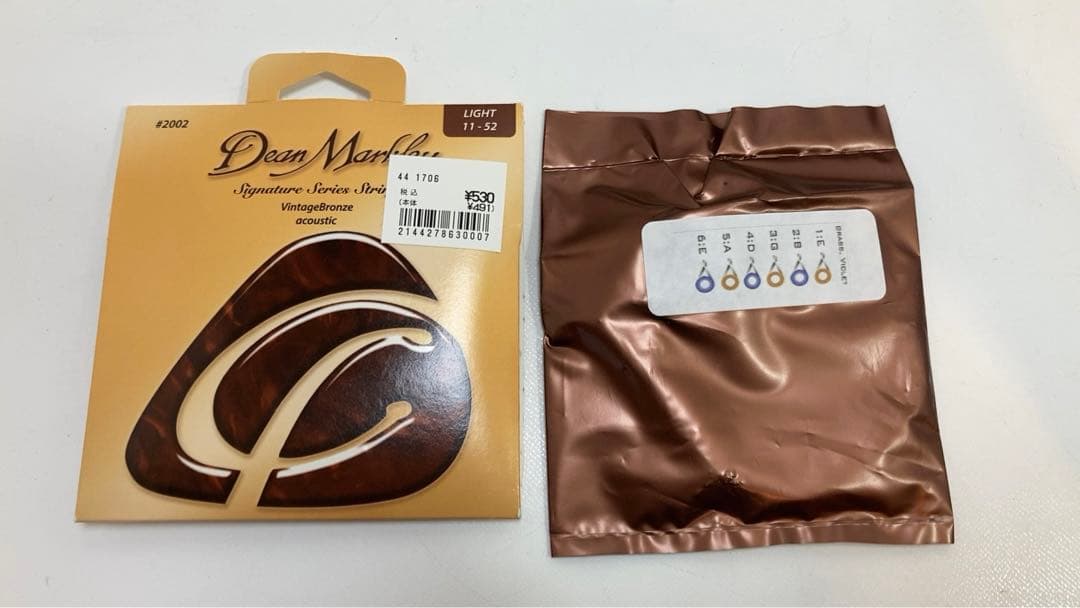 #2002
LIGHT
11 - 52
Dean Markley
Signature Series
VintageBronze
acoustic
44 1706
税込 ¥530
(本体 ¥491)
2144278630007
BRASS, VIOLET
1:E
2:B
3:G
4:D
5:A
6:E